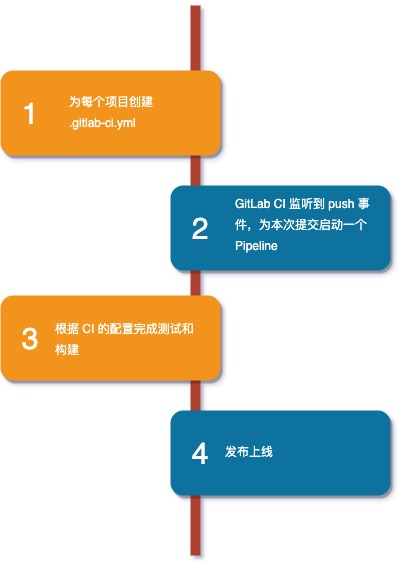 1
为每个项目创建
.gitlab-ci.yml
2
GitLab CI 监听到 push 事
件，为本次提交启动一个
Pipeline
3
根据 CI 的配置完成测试和
构建
4
发布上线